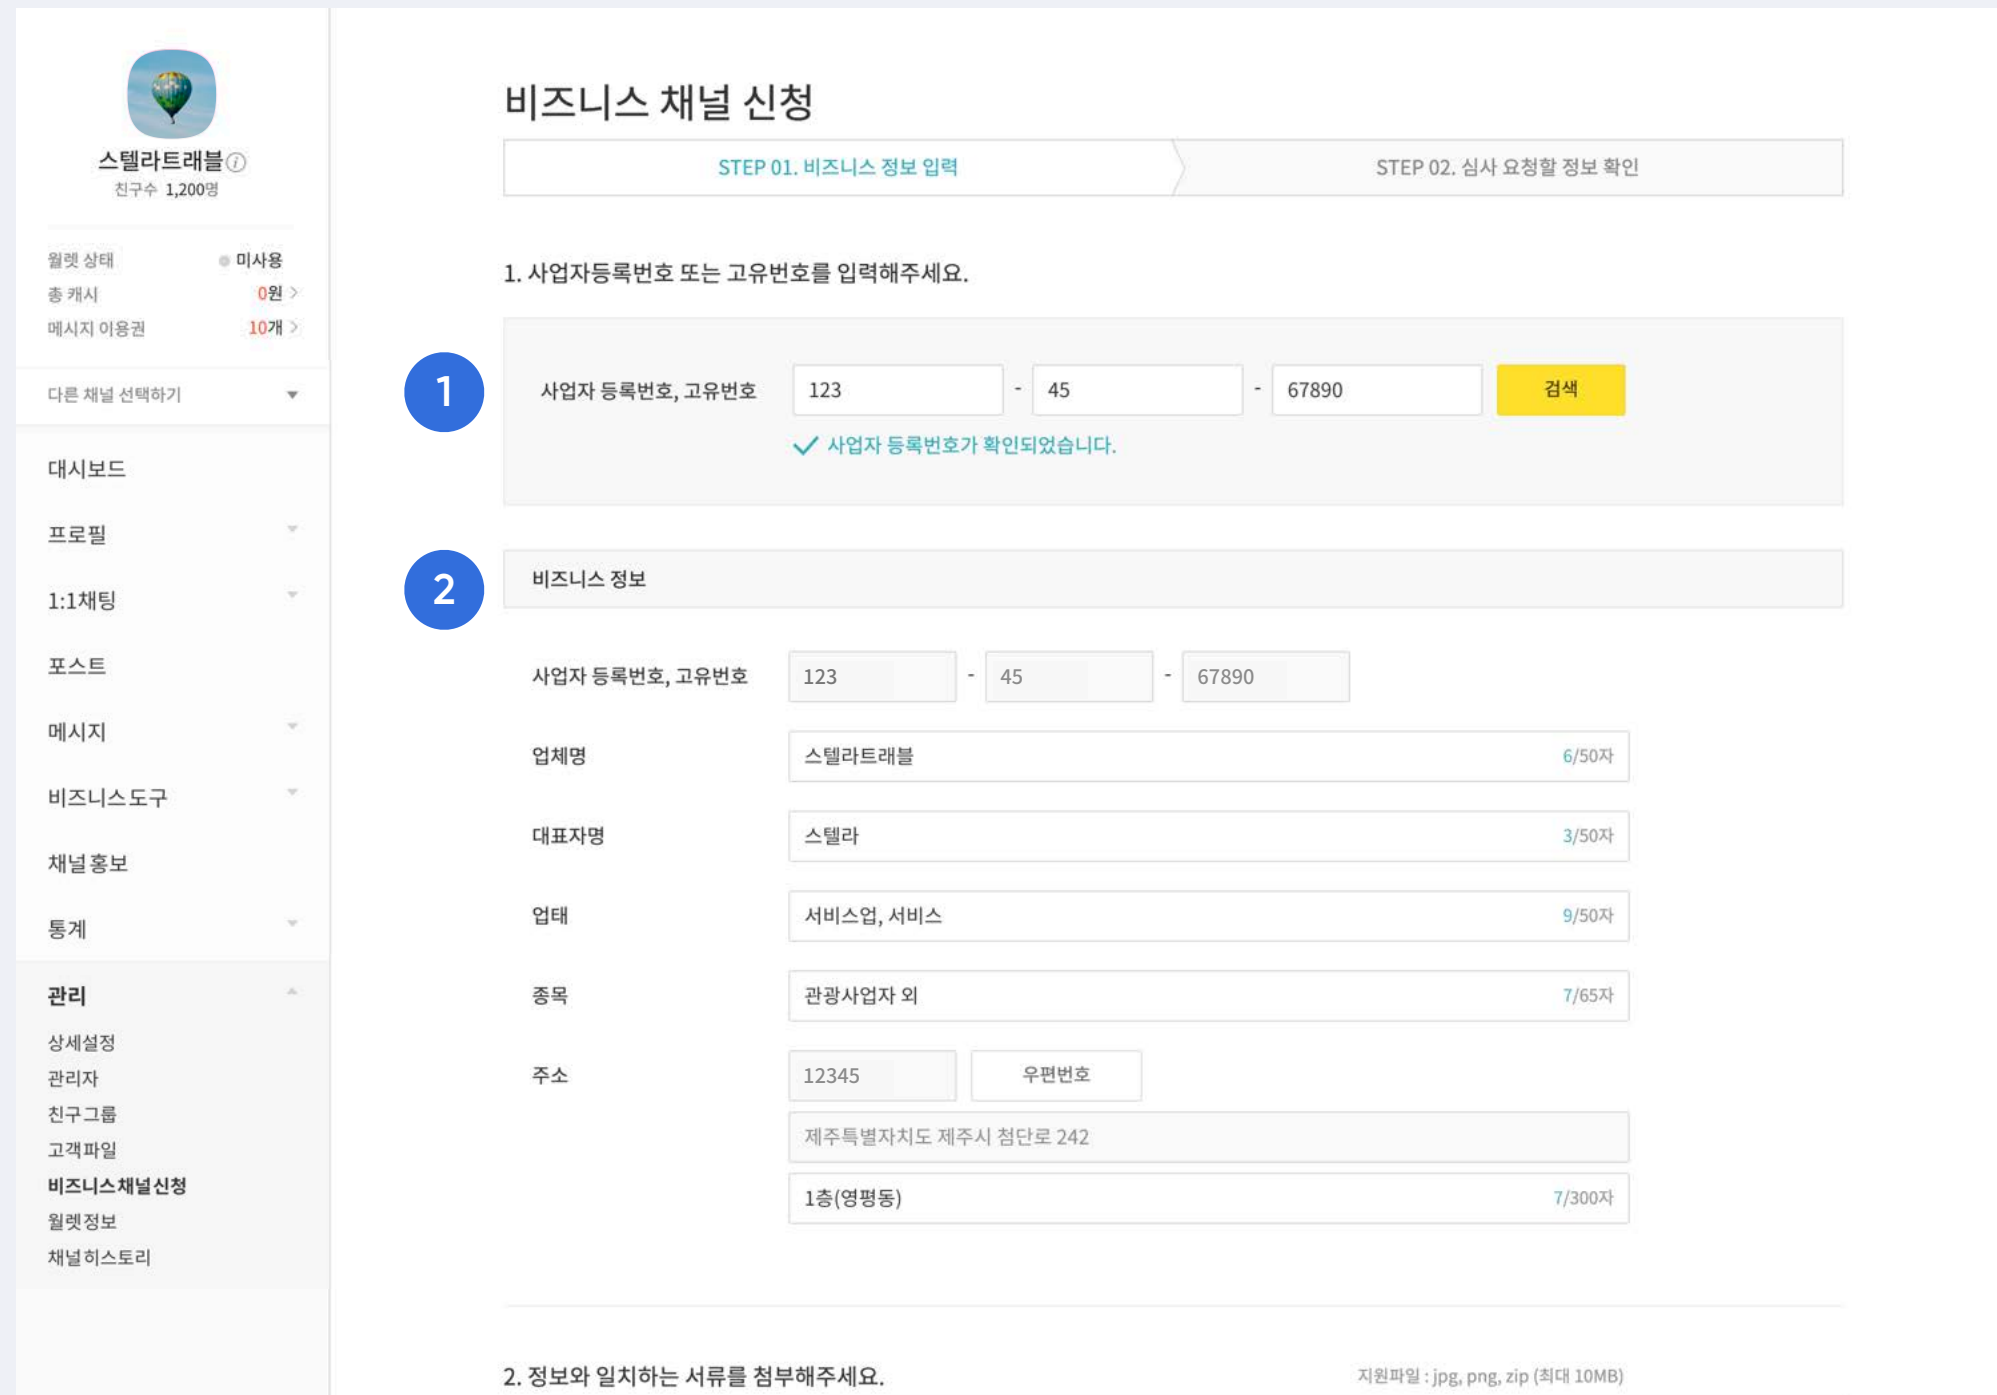 스텔라트래블
친구수 1,200명
월렛 상태 미사용
총 캐시 0원
메시지 이용권 10개
다른 채널 선택하기
대시보드
프로필
1:1채팅
포스트
메시지
비즈니스도구
채널홍보
통계
관리
상세설정
관리자
친구그룹
고객파일
비즈니스채널신청
월렛정보
채널히스토리
비즈니스 채널 신청
STEP 01. 비즈니스 정보 입력 STEP 02. 심사 요청할 정보 확인
1. 사업자등록번호 또는 고유번호를 입력해주세요.
1 사업자 등록번호, 고유번호 123 - 45 - 67890 검색
사업자 등록번호가 확인되었습니다.
2 비즈니스 정보
사업자 등록번호, 고유번호 123 - 45 - 67890
업체명 스텔라트래블 6/50자
대표자명 스텔라 3/50자
업태 서비스업, 서비스 9/50자
종목 관광사업자 외 7/65자
주소 12345 우편번호
제주특별자치도 제주시 첨단로 242
1층(영평동) 7/300자
2. 정보와 일치하는 서류를 첨부해주세요. 지원파일 : jpg, png, zip (최대 10MB)